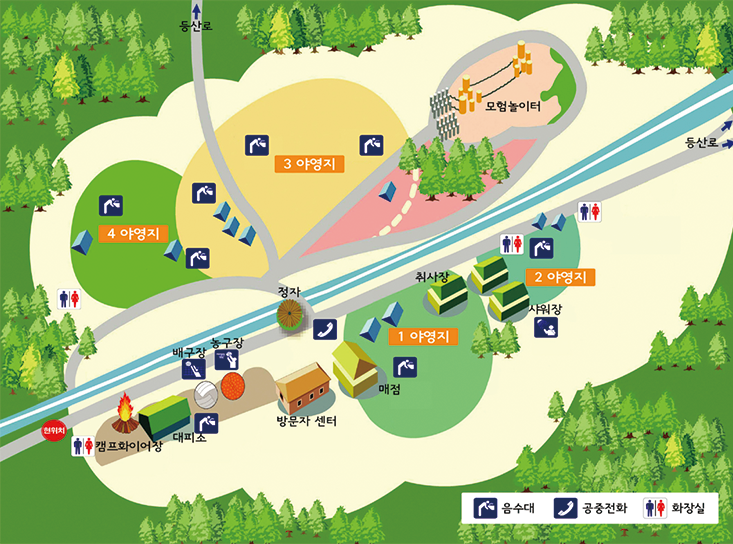 등산로
모험놀이터
등산로
3 야영지
4 야영지
2 야영지
취사장
정자
샤워장
1 야영지
농구장
배구장
매점
방문자 센터
현위치
대피소
캠프화이어장
음수대
공중전화
화장실